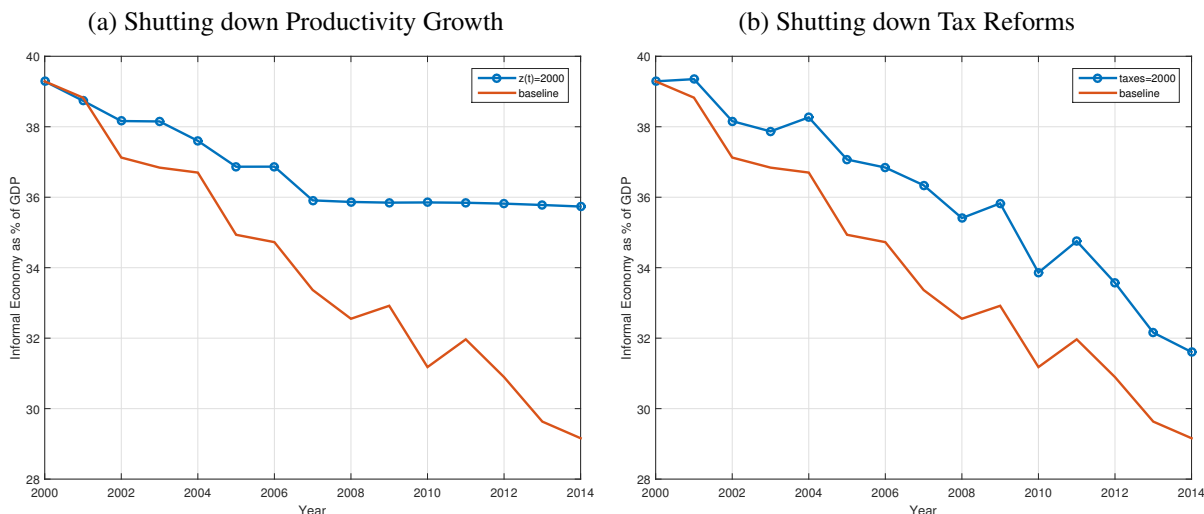 (a) Shutting down Productivity Growth
40
38
36
34
32
30
28
Informal Economy as % of GDP
z(t)=2000
baseline
2000 2002 2004 2006 2008 2010 2012 2014
Year
(b) Shutting down Tax Reforms
40
38
36
34
32
30
28
Informal Economy as % of GDP
taxes=2000
baseline
2000 2002 2004 2006 2008 2010 2012 2014
Year